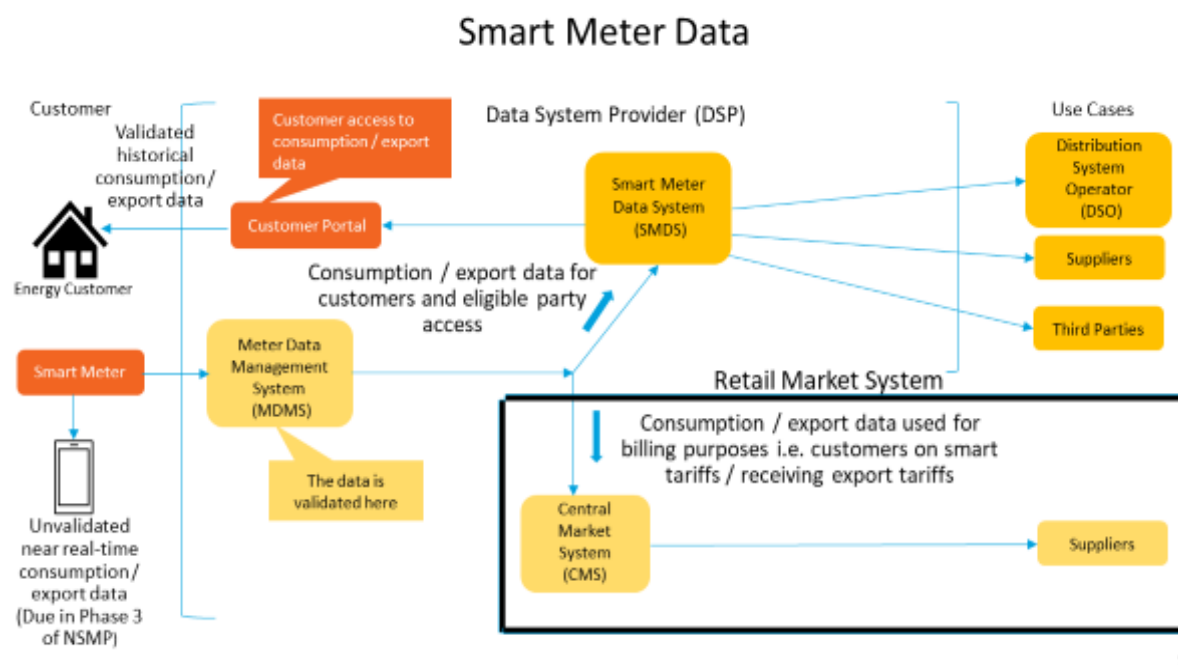 Smart Meter Data
Customer
Validated
historical
consumption/
export data
Energy Customer
Customer access to
consumption / export
data
Customer Portal
Data System Provider (DSP)
Smart Meter
Data System
(SMDS)
Use Cases
Distribution
System
Operator
(DSO)
Suppliers
Third Parties
Consumption / export data for
customers and eligible party
access
Smart Meter
Meter Data
Management
System
(MDMS)
The data is
validated here
Unvalidated
near real-time
consumption/
export data
(Due in Phase 3
of NSMP)
Retail Market System
Consumption / export data used for
billing purposes i.e. customers on smart
tariffs / receiving export tariffs
Central
Market
System
(CMS)
Suppliers